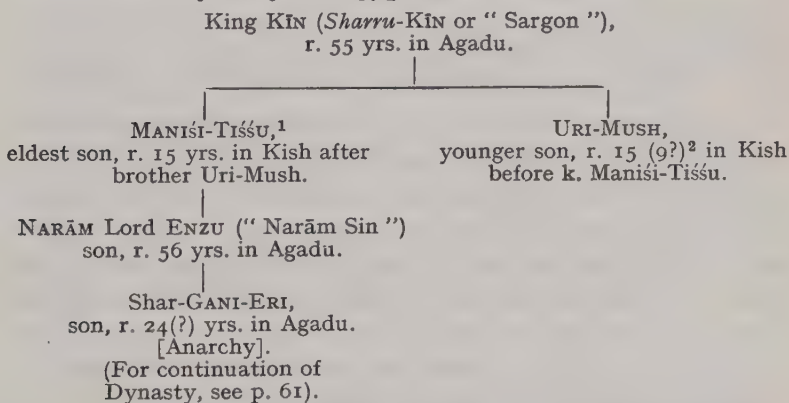 King Kīn (Sharru-Kīn or “ Sargon ”),
r. 55 yrs. in Agadu.
Maniśi-Tiśśu,¹
eldest son, r. 15 yrs. in Kish after
brother Uri-Mush.
Uri-Mush,
younger son, r. 15 (9?)² in Kish
before k. Maniśi-Tiśśu.
Narām Lord Enzu (“ Narām Sin ”)
son, r. 56 yrs. in Agadu.
Shar-Gani-Eri,
son, r. 24(?) yrs. in Agadu.
[Anarchy].
(For continuation of
Dynasty, see p. 61).